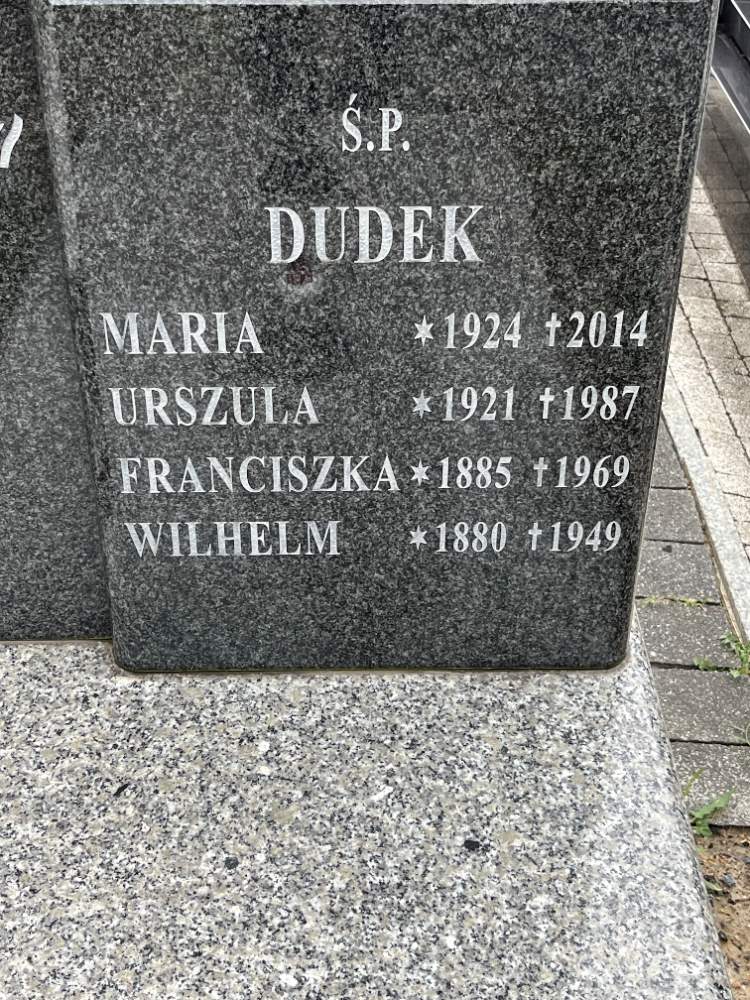 Ś.P.
DUDEK
MARIA ✶1924 ✝2014
URSZULA ✶1921 ✝1987
FRANCISZKA ✶1885 ✝1969
WILHELM ✶1880 ✝1949